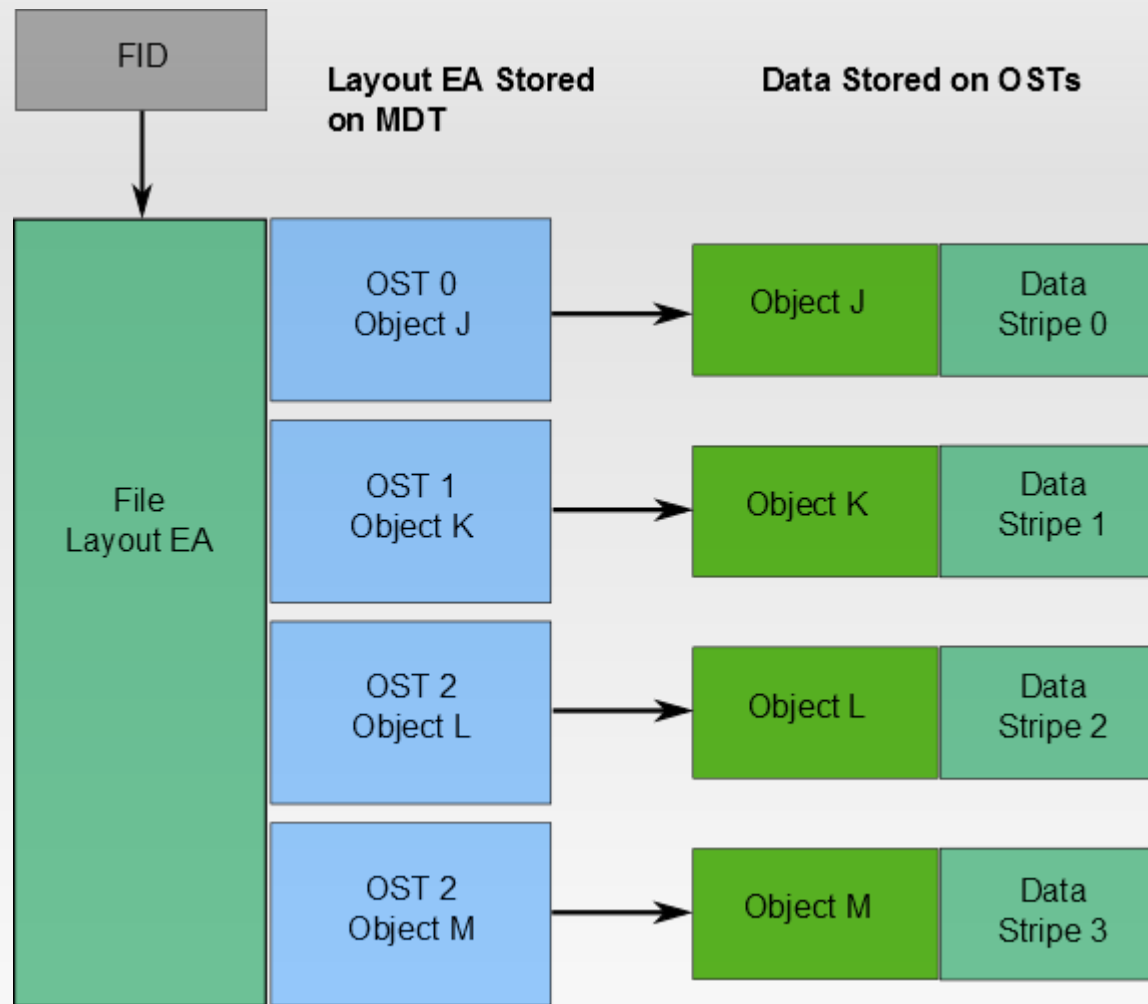 FID
Layout EA Stored
on MDT
Data Stored on OSTs
File
Layout EA
OST 0
Object J
Object J
Data
Stripe 0
OST 1
Object K
Object K
Data
Stripe 1
OST 2
Object L
Object L
Data
Stripe 2
OST 2
Object M
Object M
Data
Stripe 3